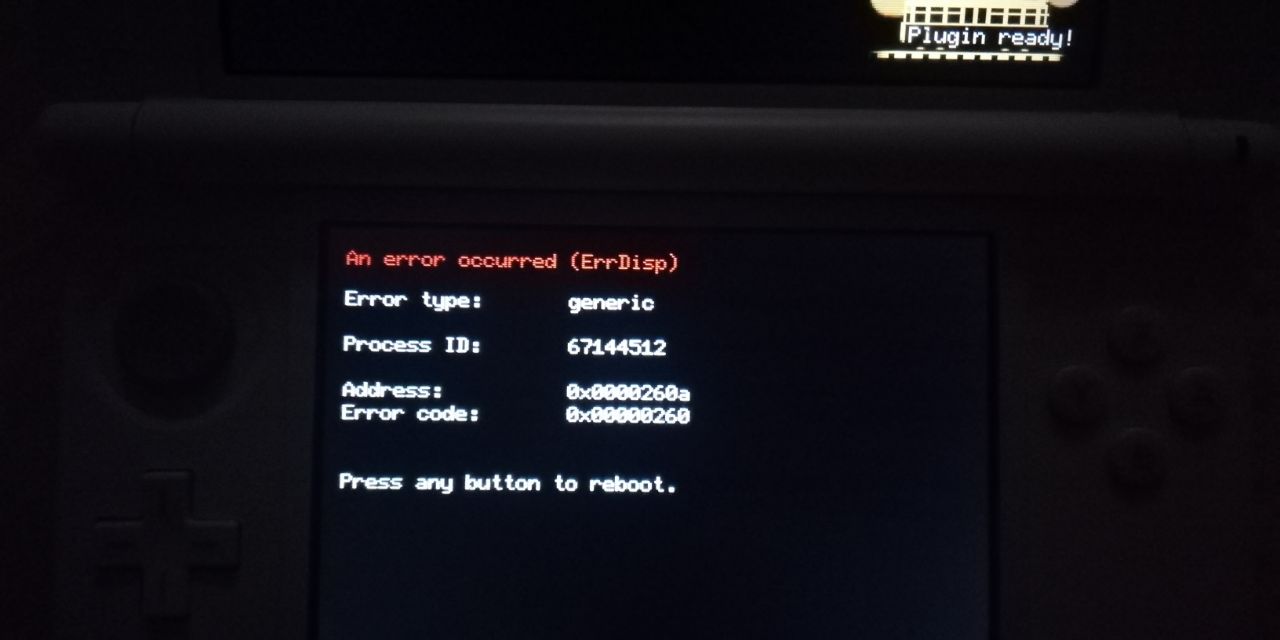 Plugin ready!
An error occurred (ErrDisp)
Error type: generic
Process ID: 67144512
Address: 0x0000260a
Error code: 0x00000260
Press any button to reboot.